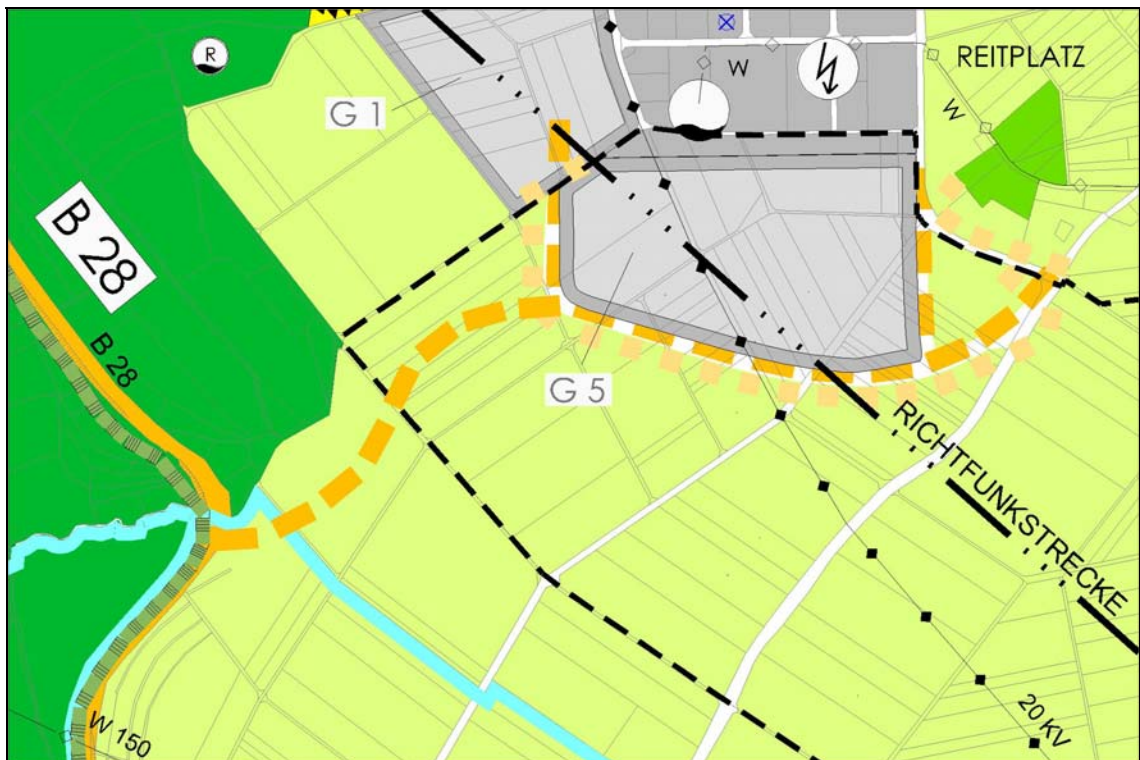 R
REITPLATZ
W
W
G 1
B 28
B 28
G 5
RICHTFUNKSTRECKE
20 KV
W 150